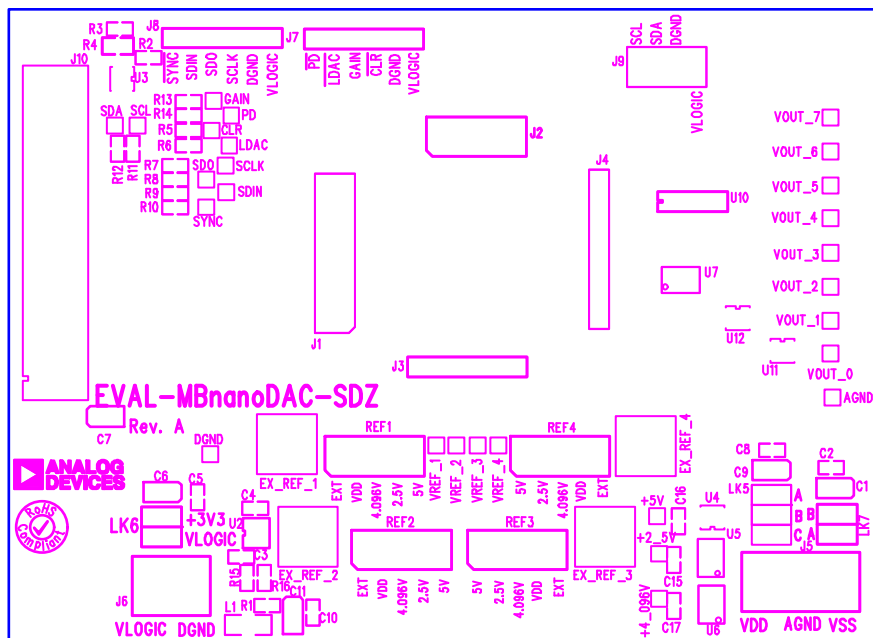 R3
R4
R2
J8
J7
J10
U3
SYNC
SDIN
SDO
SCLK
DGND
VLOGIC
PD
LDAC
GAIN
CLR
DGND
VLOGIC
SCL
SDA
DGND
J9
VLOGIC
R13
GAIN
R14
PD
SDA
SCL
R5
CLR
R6
LDAC
R12
R11
R7
SDO
SCLK
R8
R9
SDIN
R10
SYNC
J2
J4
J1
J3
U10
U7
U12
U11
VOUT_7
VOUT_6
VOUT_5
VOUT_4
VOUT_3
VOUT_2
VOUT_1
VOUT_0
AGND
EVAL-MBnanoDAC-SDZ
C7
Rev. A
DGND
ANALOG
DEVICES
RoHS
Compliant
EX_REF_1
REF1
EXT
VDD
4.096V
2.5V
5V
VREF_1
VREF_2
VREF_3
VREF_4
REF4
5V
2.5V
4.096V
VDD
EXT
EX_REF_4
C6
C5
C4
LK6
+3V3
VLOGIC
U2
C3
R15
R16
J6
VLOGIC DGND
L1
R1
C11
C10
EX_REF_2
REF2
EXT
VDD
4.096V
2.5V
5V
REF3
5V
2.5V
4.096V
VDD
EXT
EX_REF_3
+5V
C16
+2_5V
C15
+4_096V
C17
U4
U5
U6
C8
C9
C2
C1
LK5
A
B
C
B
A
LK7
J5
VDD AGND VSS